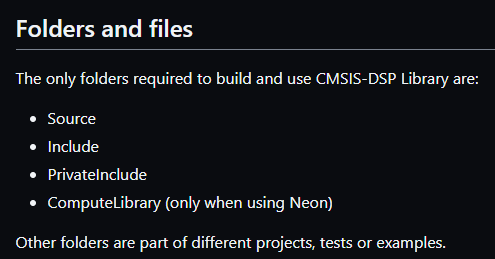 Folders and files
The only folders required to build and use CMSIS-DSP Library are:
• Source
• Include
• PrivateInclude
• ComputeLibrary (only when using Neon)
Other folders are part of different projects, tests or examples.